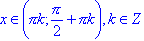 x ∈ (πk; π/2 + πk), k ∈ Z